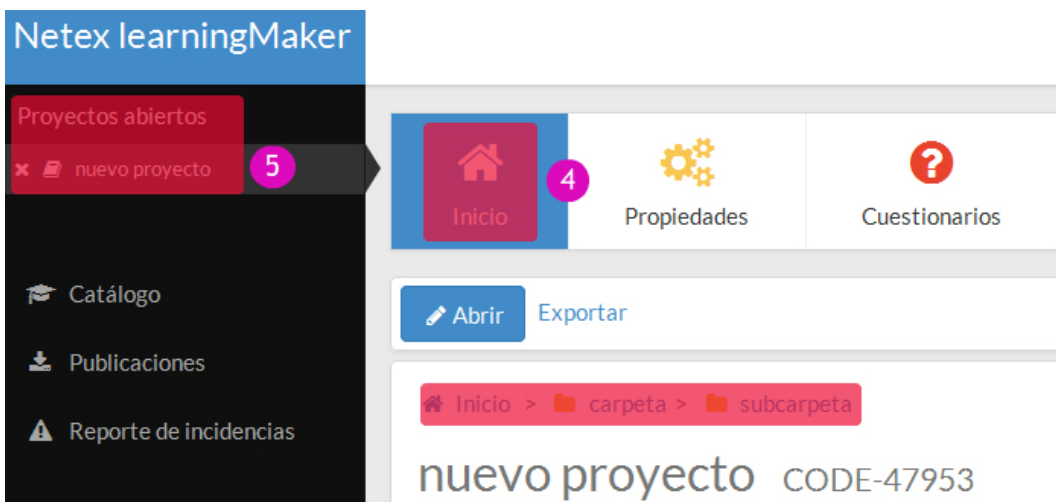 Netex learningMaker
Proyectos abiertos
nuevo proyecto 5
Catálogo
Publicaciones
Reporte de incidencias
Inicio 4
Propiedades
Cuestionarios
Abrir Exportar
Inicio > carpeta > subcarpeta
nuevo proyecto CODE-47953